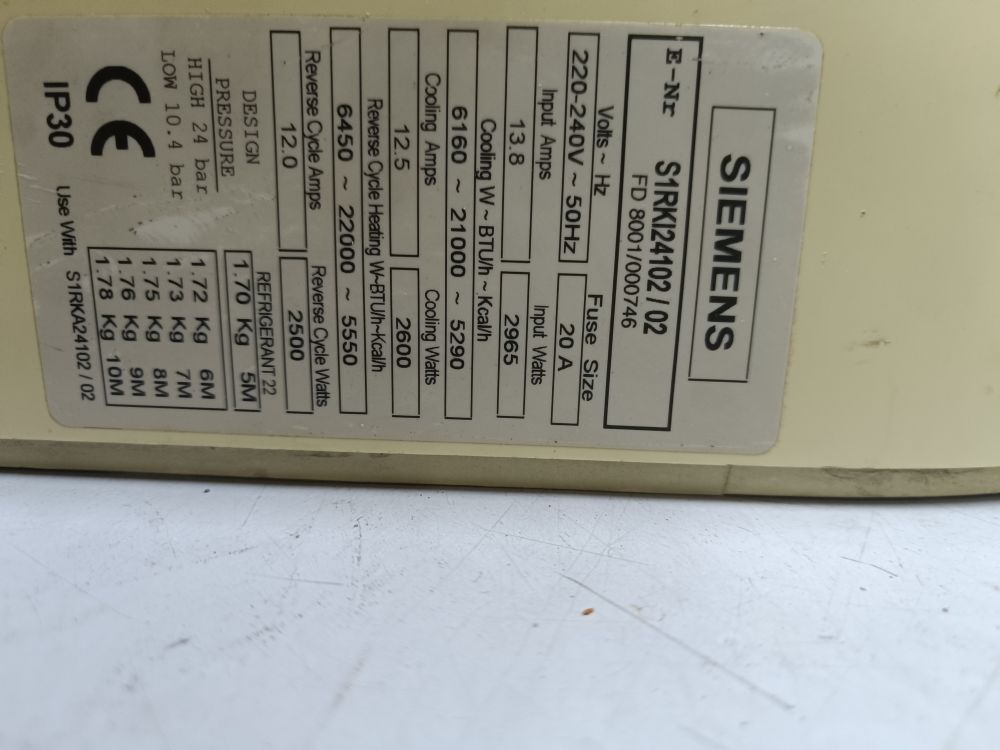 SIEMENS
E-Nr S1RKI24102 / 02
FD 8001/000746
Volts ~ Hz Fuse Size
220-240V ~ 50Hz 20 A
Input Amps Input Watts
13.8 2965
Cooling W ~ BTU/h ~ Kcal/h
6160 ~ 21000 ~ 5290
Cooling Amps Cooling Watts
12.5 2600
Reverse Cycle Heating W~BTU/h~Kcal/h
6450 ~ 22000 ~ 5550
Reverse Cycle Amps Reverse Cycle Watts
12.0 2500
DESIGN
PRESSURE
HIGH 24 bar
LOW 10.4 bar
REFRIGERANT 22
1.70 Kg 5M
1.72 Kg 6M
1.73 Kg 7M
1.75 Kg 8M
1.76 Kg 9M
1.78 Kg 10M
CE
IP30
Use With S1RKA24102 / 02